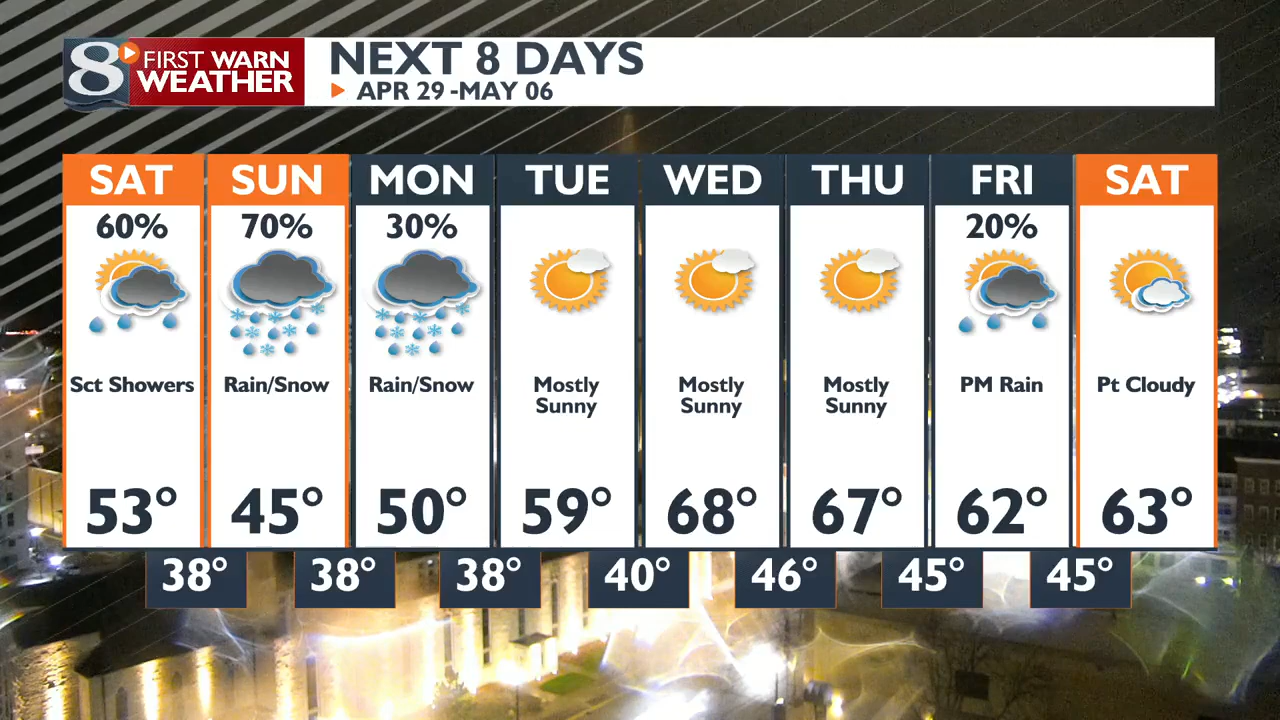 8 FIRST WARN
WEATHER
NEXT 8 DAYS
APR 29 -MAY 06
SAT SUN MON TUE WED THU FRI SAT
60% 70% 30% 20%
Sct Showers Rain/Snow Rain/Snow Mostly Mostly Mostly PM Rain Pt Cloudy
Sunny Sunny Sunny
53° 45° 50° 59° 68° 67° 62° 63°
38° 38° 38° 40° 46° 45° 45°